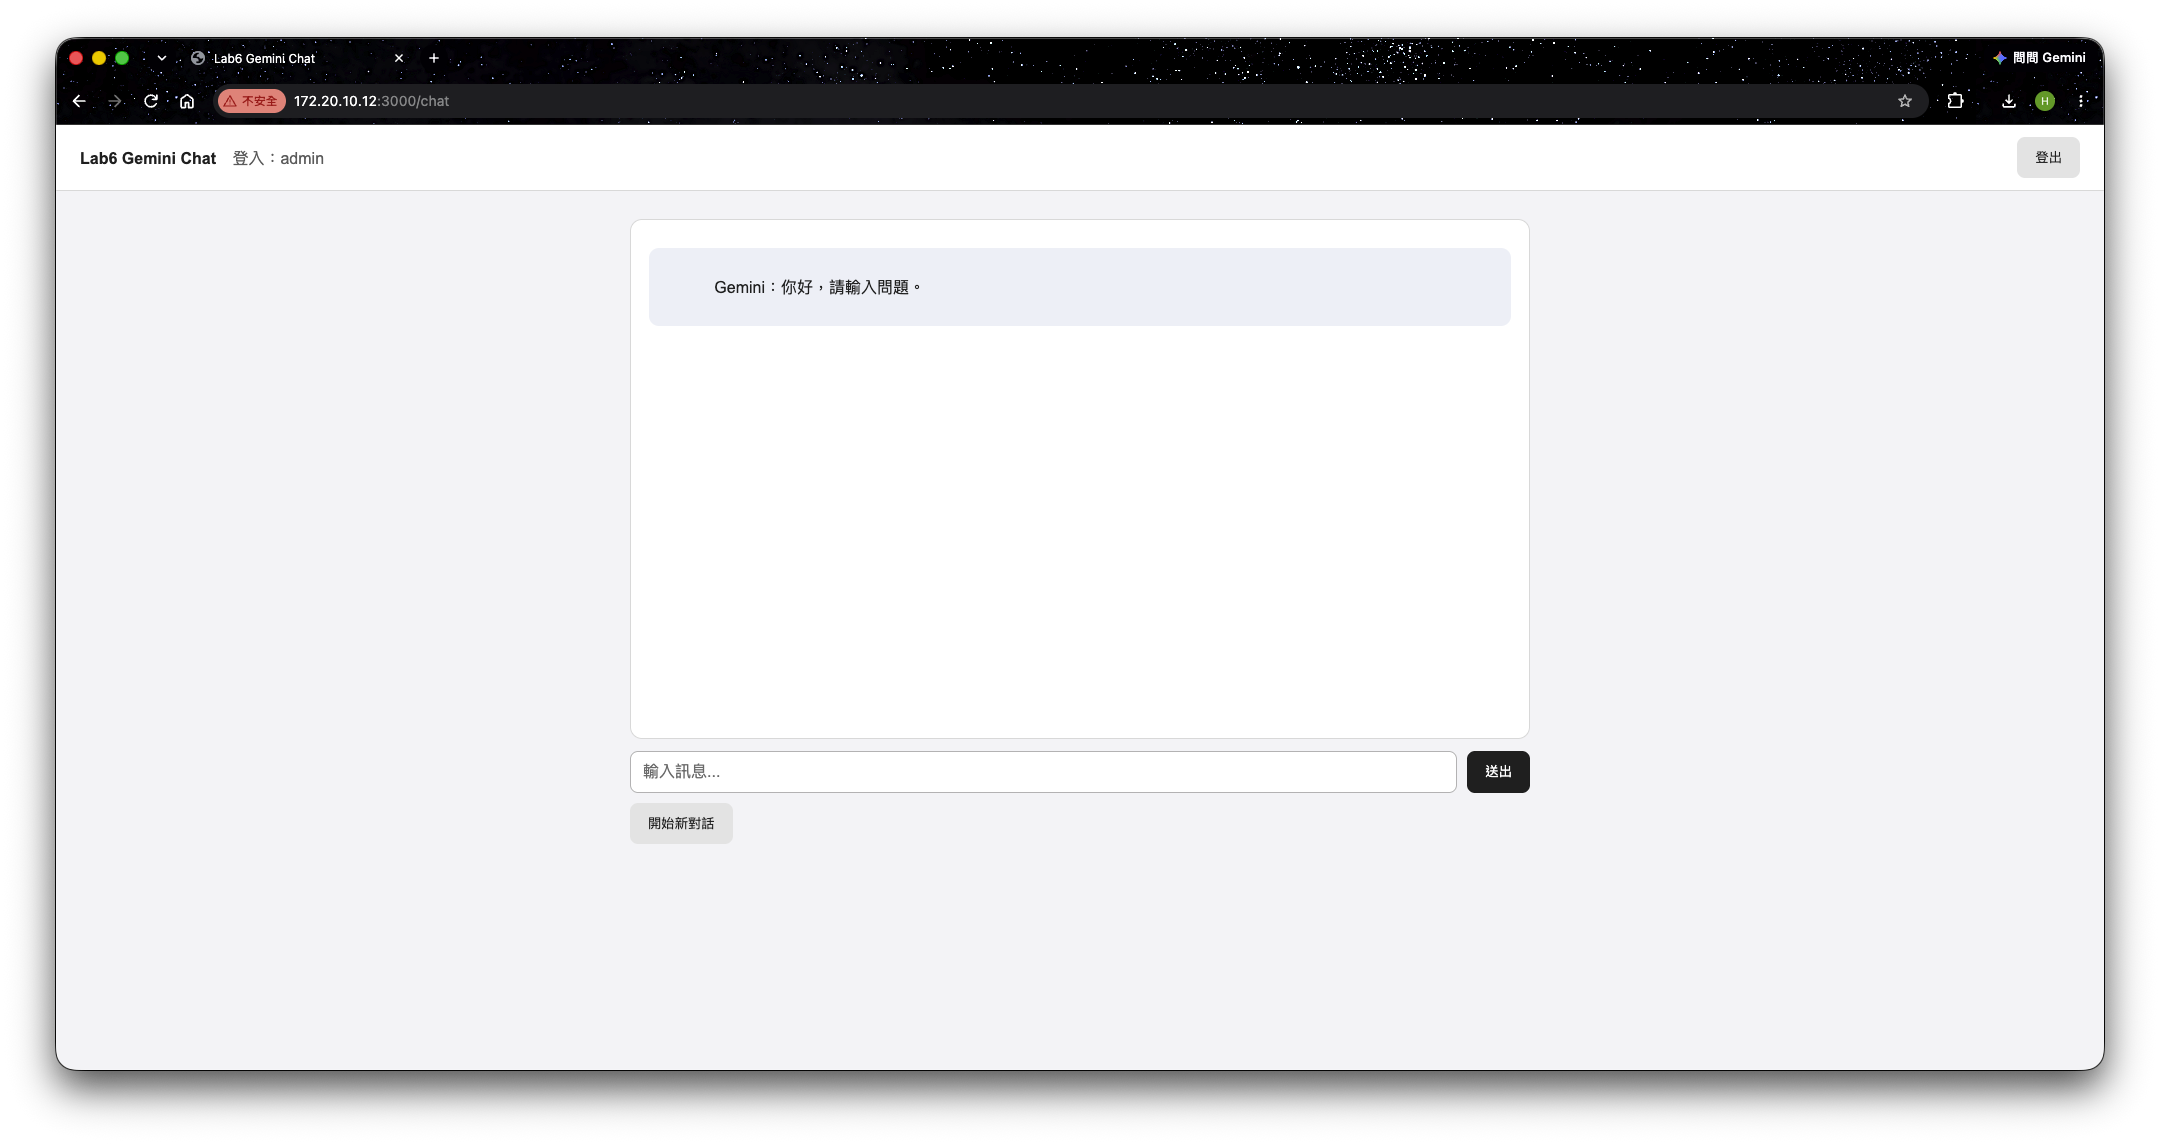 Lab6 Gemini Chat
問問 Gemini
不安全 172.20.10.12:3000/chat
H
Lab6 Gemini Chat 登入：admin
登出
Gemini：你好，請輸入問題。
輸入訊息...
送出
開始新對話